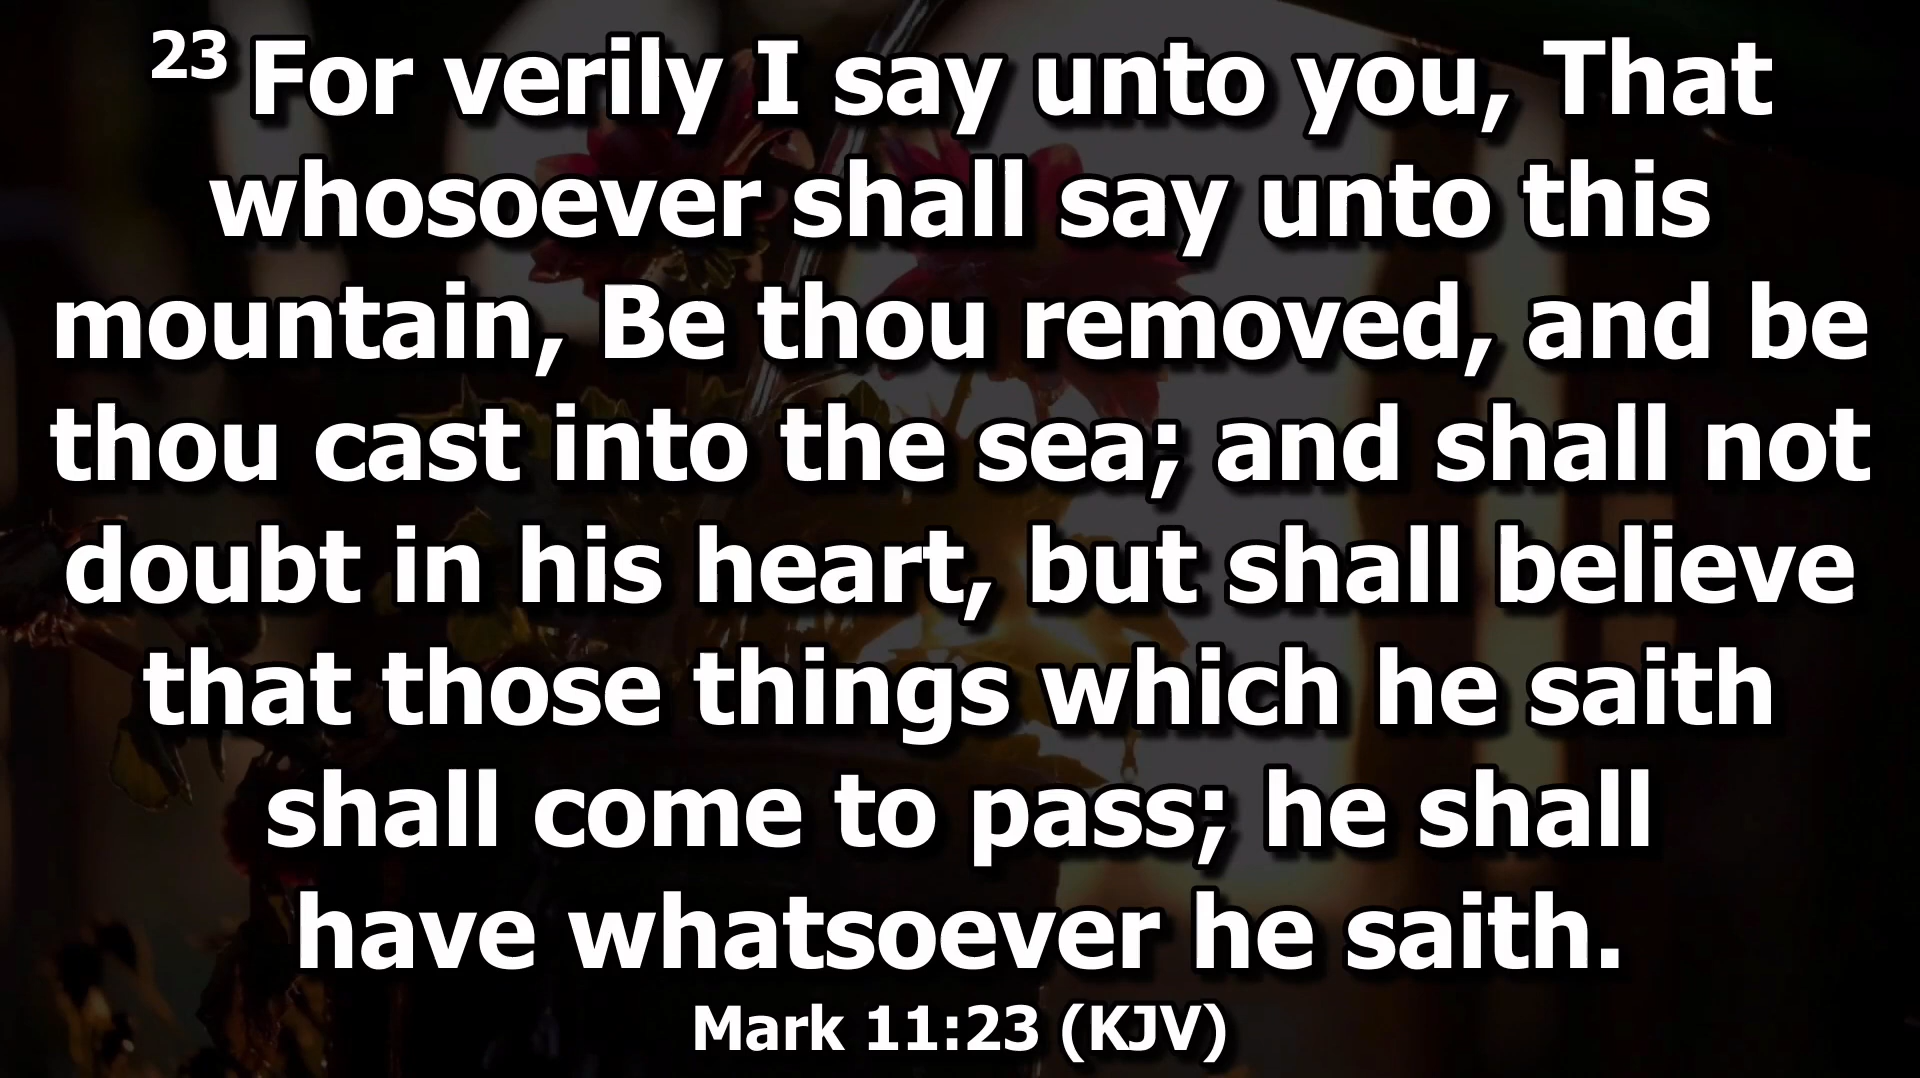 23 For verily I say unto you, That
whosoever shall say unto this
mountain, Be thou removed, and be
thou cast into the sea; and shall not
doubt in his heart, but shall believe
that those things which he saith
shall come to pass; he shall
have whatsoever he saith.
Mark 11:23 (KJV)